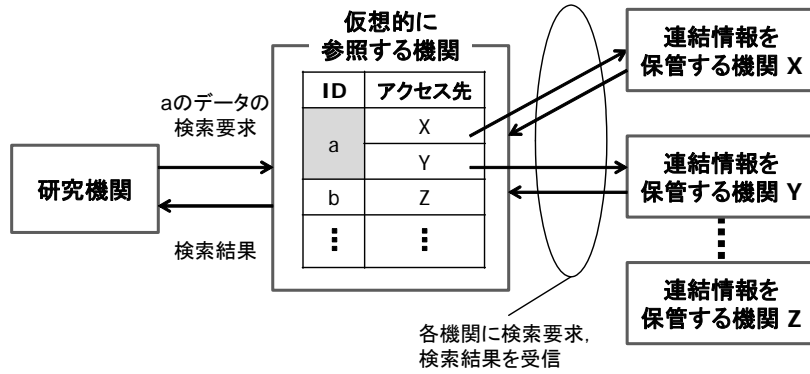 仮想的に
参照する機関
ID アクセス先
a X
Y
b Z
aのデータの
検索要求
研究機関
検索結果
連結情報を
保管する機関 X
連結情報を
保管する機関 Y
連結情報を
保管する機関 Z
各機関に検索要求,
検索結果を受信